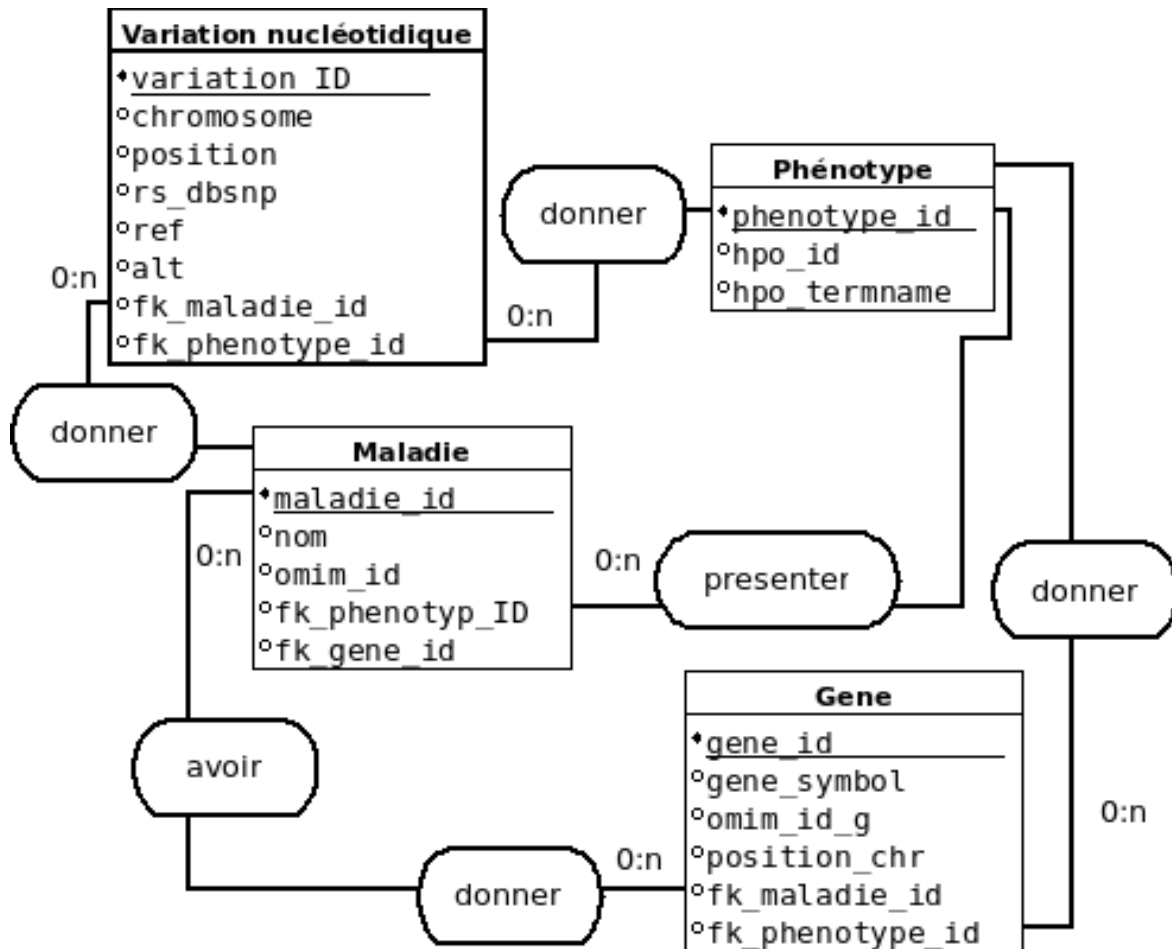 Variation nucléotidique
variation_ID
chromosome
position
rs_dbsnp
ref
alt
fk_maladie_id
fk_phenotype_id
0:n
donner
0:n
Phénotype
phenotype_id
hpo_id
hpo_termname
donner
Maladie
maladie_id
nom
omim_id
fk_phenotyp_ID
fk_gene_id
0:n
0:n
presenter
donner
avoir
donner
0:n
Gene
gene_id
gene_symbol
omim_id_g
position_chr
fk_maladie_id
fk_phenotype_id
0:n